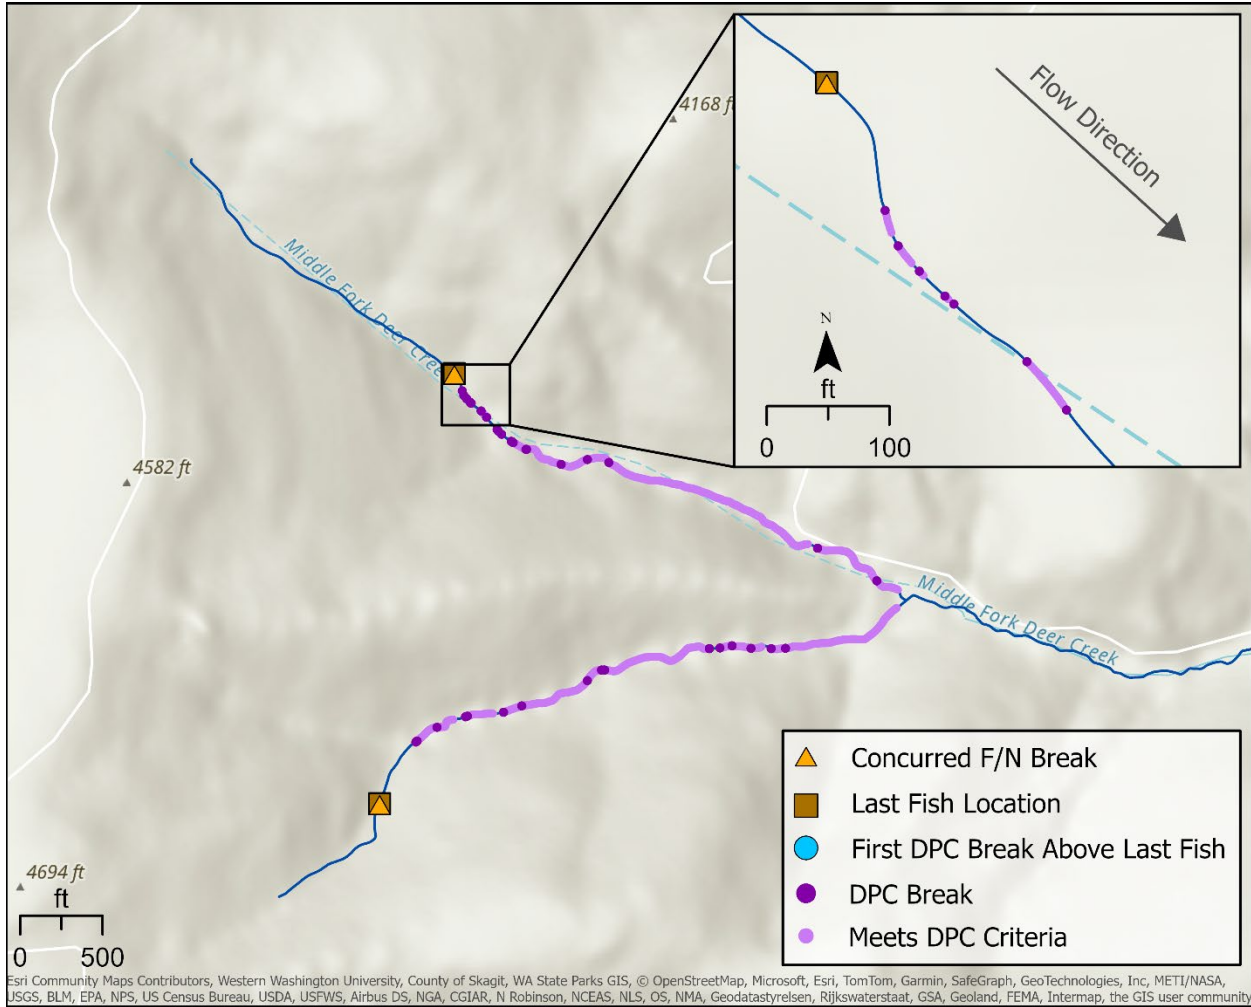 4168 ft
Flow Direction
N
ft
0 100
Middle Fork Deer Creek
4582 ft
Middle Fork Deer Creek
4694 ft
ft
0 500
Concurred F/N Break
Last Fish Location
First DPC Break Above Last Fish
DPC Break
Meets DPC Criteria
Esri Community Maps Contributors, Western Washington University, County of Skagit, WA State Parks GIS, © OpenStreetMap, Microsoft, Esri, TomTom, Garmin, SafeGraph, GeoTechnologies, Inc, METI/NASA,
USGS, BLM, EPA, NPS, US Census Bureau, USDA, USFWS, Airbus DS, NGA, CGIAR, N Robinson, NCEAS, NLS, OS, NMA, Geodatastyrelsen, Rijkswaterstaat, GSA, Geoland, FEMA, Intermap, the GIS user community